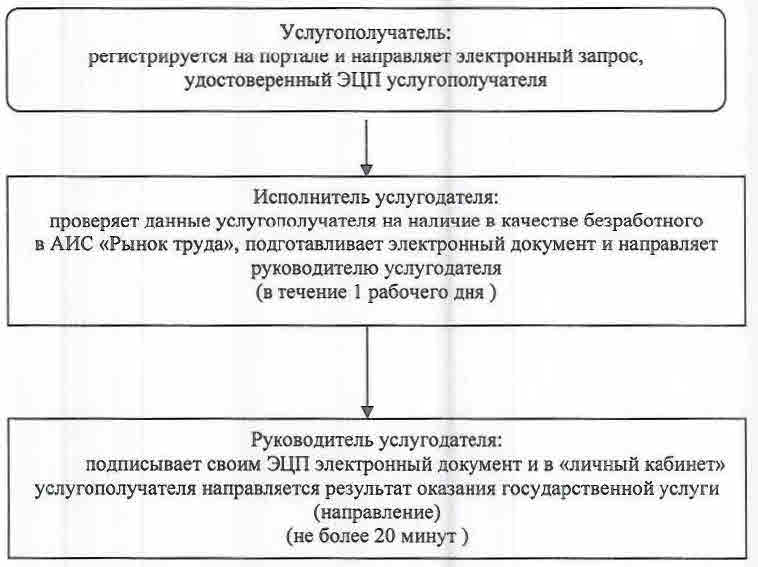 Услугополучатель:
регистрируется на портале и направляет электронный запрос,
удостоверенный ЭЦП услугополучателя
Исполнитель услугодателя:
проверяет данные услугополучателя на наличие в качестве безработного
в АИС «Рынок труда», подготавливает электронный документ и направляет
руководителю услугодателя
(в течение 1 рабочего дня )
Руководитель услугодателя:
подписывает своим ЭЦП электронный документ и в «личный кабинет»
услугополучателя направляется результат оказания государственной услуги
(направление)
(не более 20 минут )